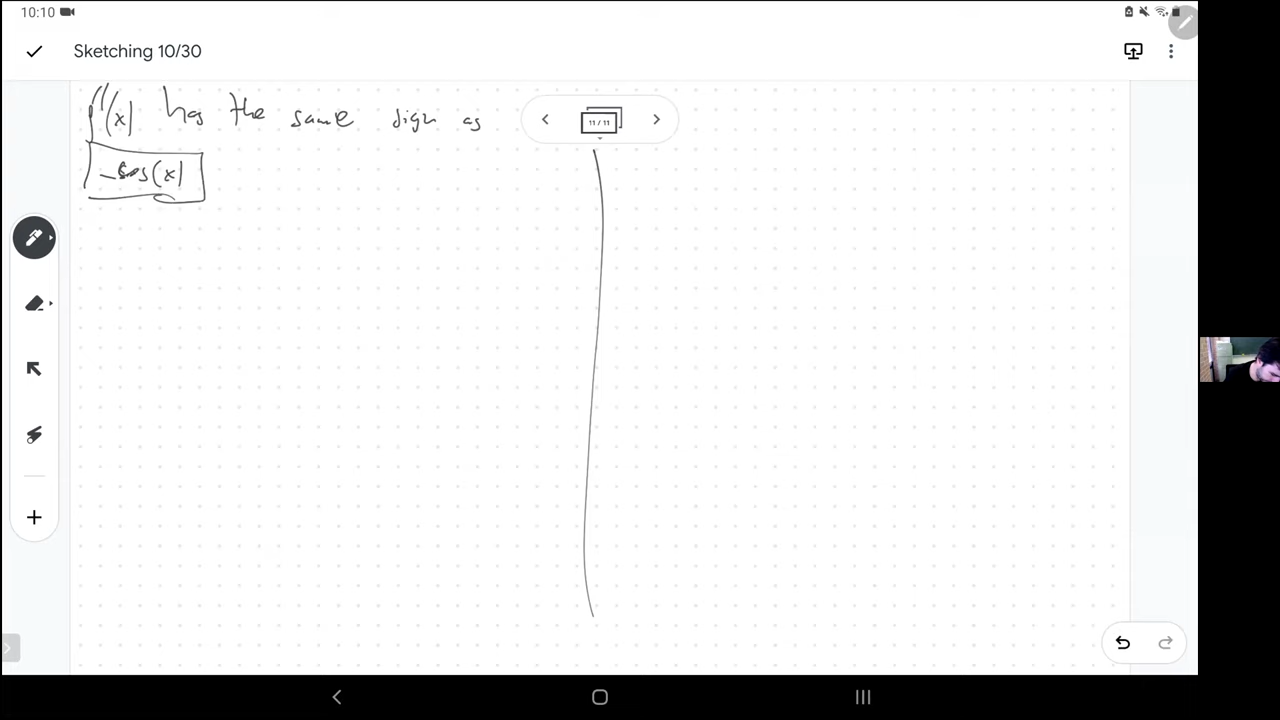 10:10
Sketching 10/30
f''(x) has the same sign as
11 / 11
-cos(x)